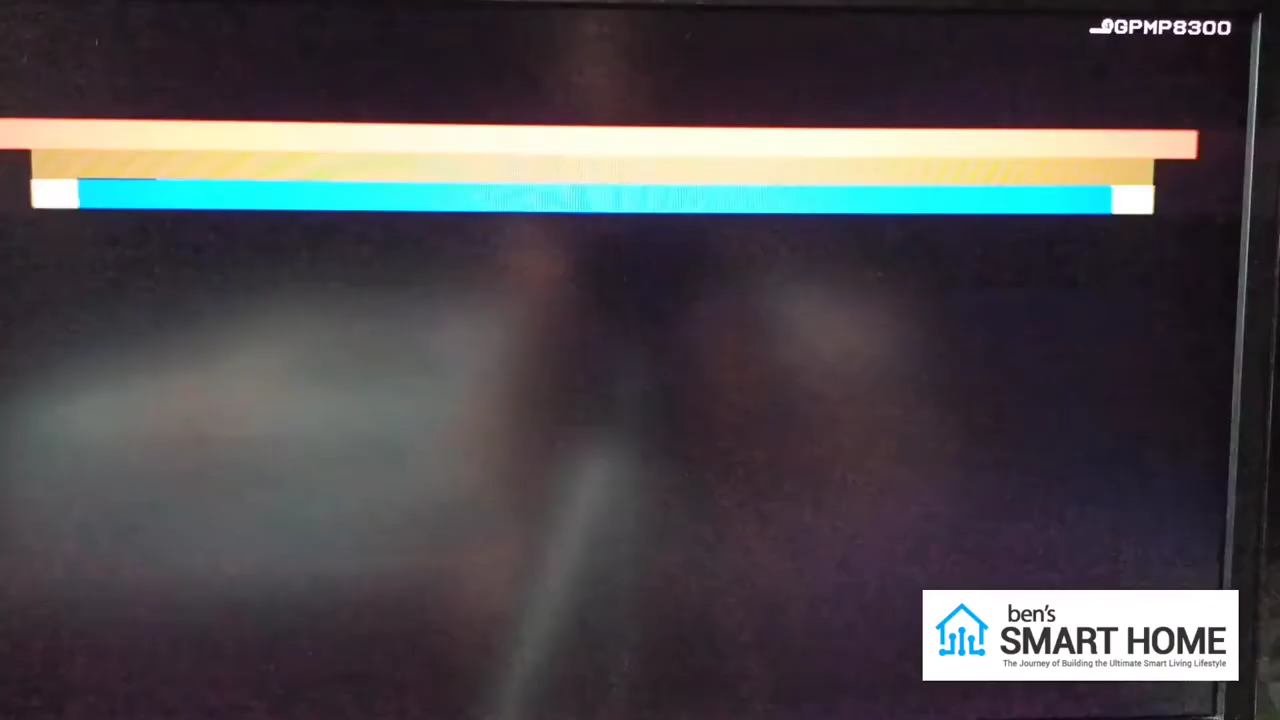 GPMP8300
ben's
SMART HOME
The Journey of Building the Ultimate Smart Living Lifestyle